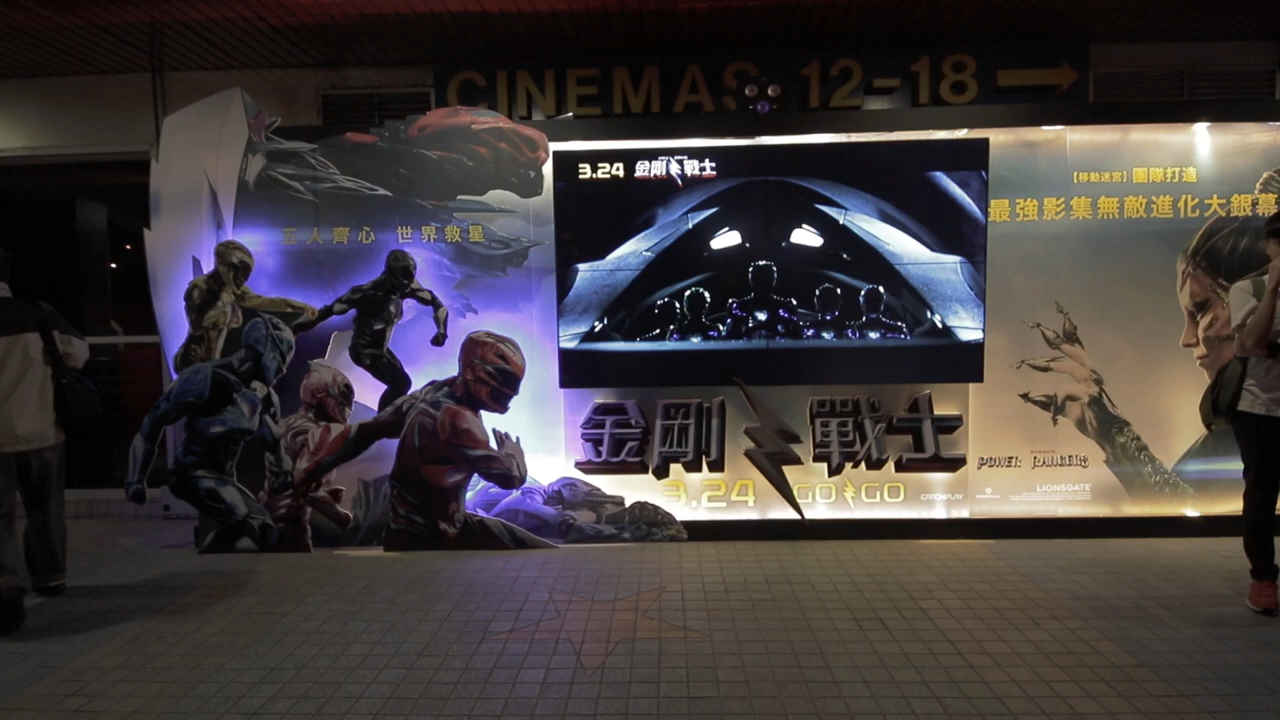 CINEMAS 12-18
3.24 金剛戰士
【移動迷宮】團隊打造
最強影集無敵進化大銀幕
五人齊心 世界救星
金剛戰士
POWER RANGERS
3.24 GO GO
CATCHPLAY
LIONSGATE